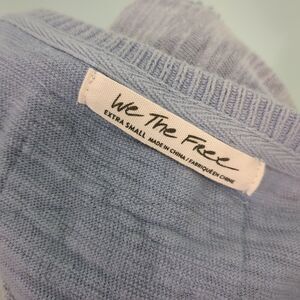 We The Free
EXTRA SMALL MADE IN CHINA / FABRIQUÉ EN CHINE